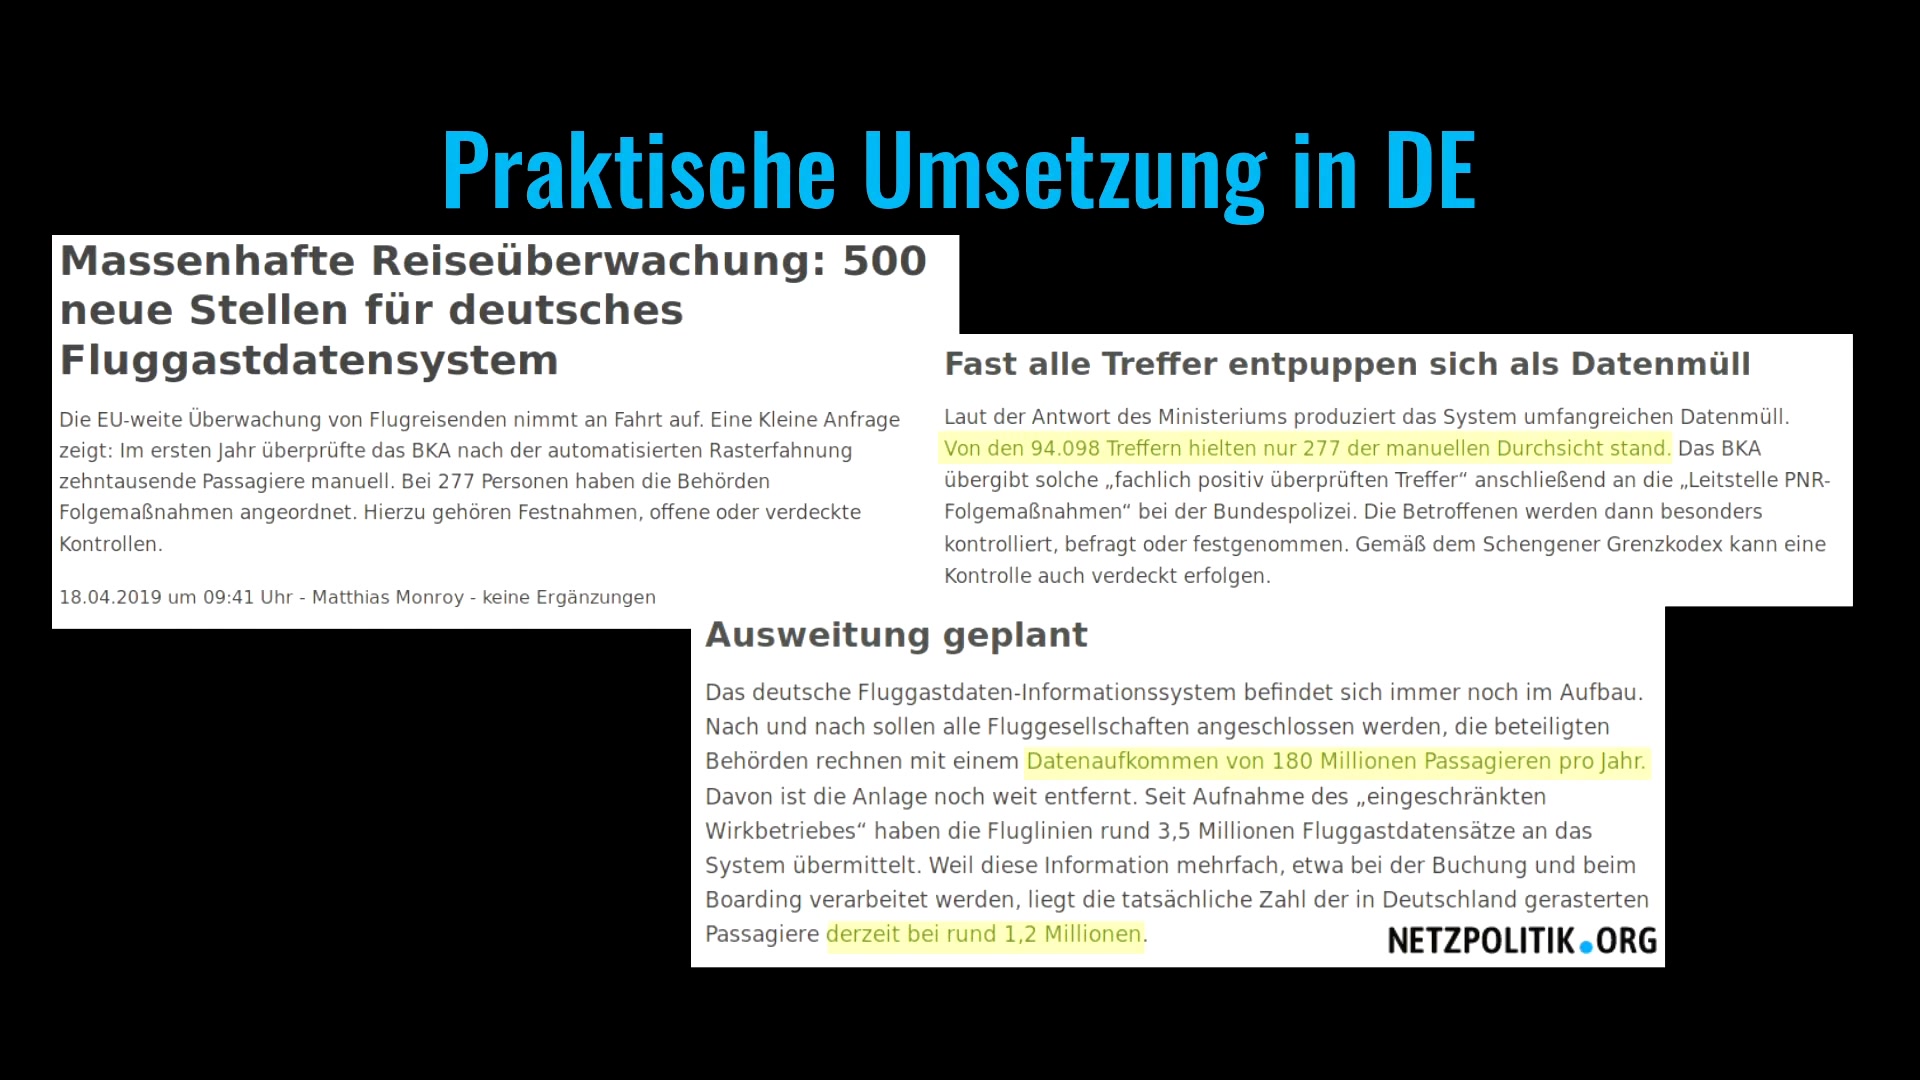 Praktische Umsetzung in DE
Massenhafte Reiseüberwachung: 500
neue Stellen für deutsches
Fluggastdatensystem
Die EU-weite Überwachung von Flugreisenden nimmt an Fahrt auf. Eine Kleine Anfrage
zeigt: Im ersten Jahr überprüfte das BKA nach der automatisierten Rasterfahnung
zehntausende Passagiere manuell. Bei 277 Personen haben die Behörden
Folgemaßnahmen angeordnet. Hierzu gehören Festnahmen, offene oder verdeckte
Kontrollen.
18.04.2019 um 09:41 Uhr - Matthias Monroy - keine Ergänzungen
Fast alle Treffer entpuppen sich als Datenmüll
Laut der Antwort des Ministeriums produziert das System umfangreichen Datenmüll.
Von den 94.098 Treffern hielten nur 277 der manuellen Durchsicht stand. Das BKA
übergibt solche „fachlich positiv überprüften Treffer“ anschließend an die „Leitstelle PNR-
Folgemaßnahmen“ bei der Bundespolizei. Die Betroffenen werden dann besonders
kontrolliert, befragt oder festgenommen. Gemäß dem Schengener Grenzkodex kann eine
Kontrolle auch verdeckt erfolgen.
Ausweitung geplant
Das deutsche Fluggastdaten-Informationssystem befindet sich immer noch im Aufbau.
Nach und nach sollen alle Fluggesellschaften angeschlossen werden, die beteiligten
Behörden rechnen mit einem Datenaufkommen von 180 Millionen Passagieren pro Jahr.
Davon ist die Anlage noch weit entfernt. Seit Aufnahme des „eingeschränkten
Wirkbetriebes“ haben die Fluglinien rund 3,5 Millionen Fluggastdatensätze an das
System übermittelt. Weil diese Information mehrfach, etwa bei der Buchung und beim
Boarding verarbeitet werden, liegt die tatsächliche Zahl der in Deutschland gerasterten
Passagiere derzeit bei rund 1,2 Millionen.
NETZPOLITIK.ORG